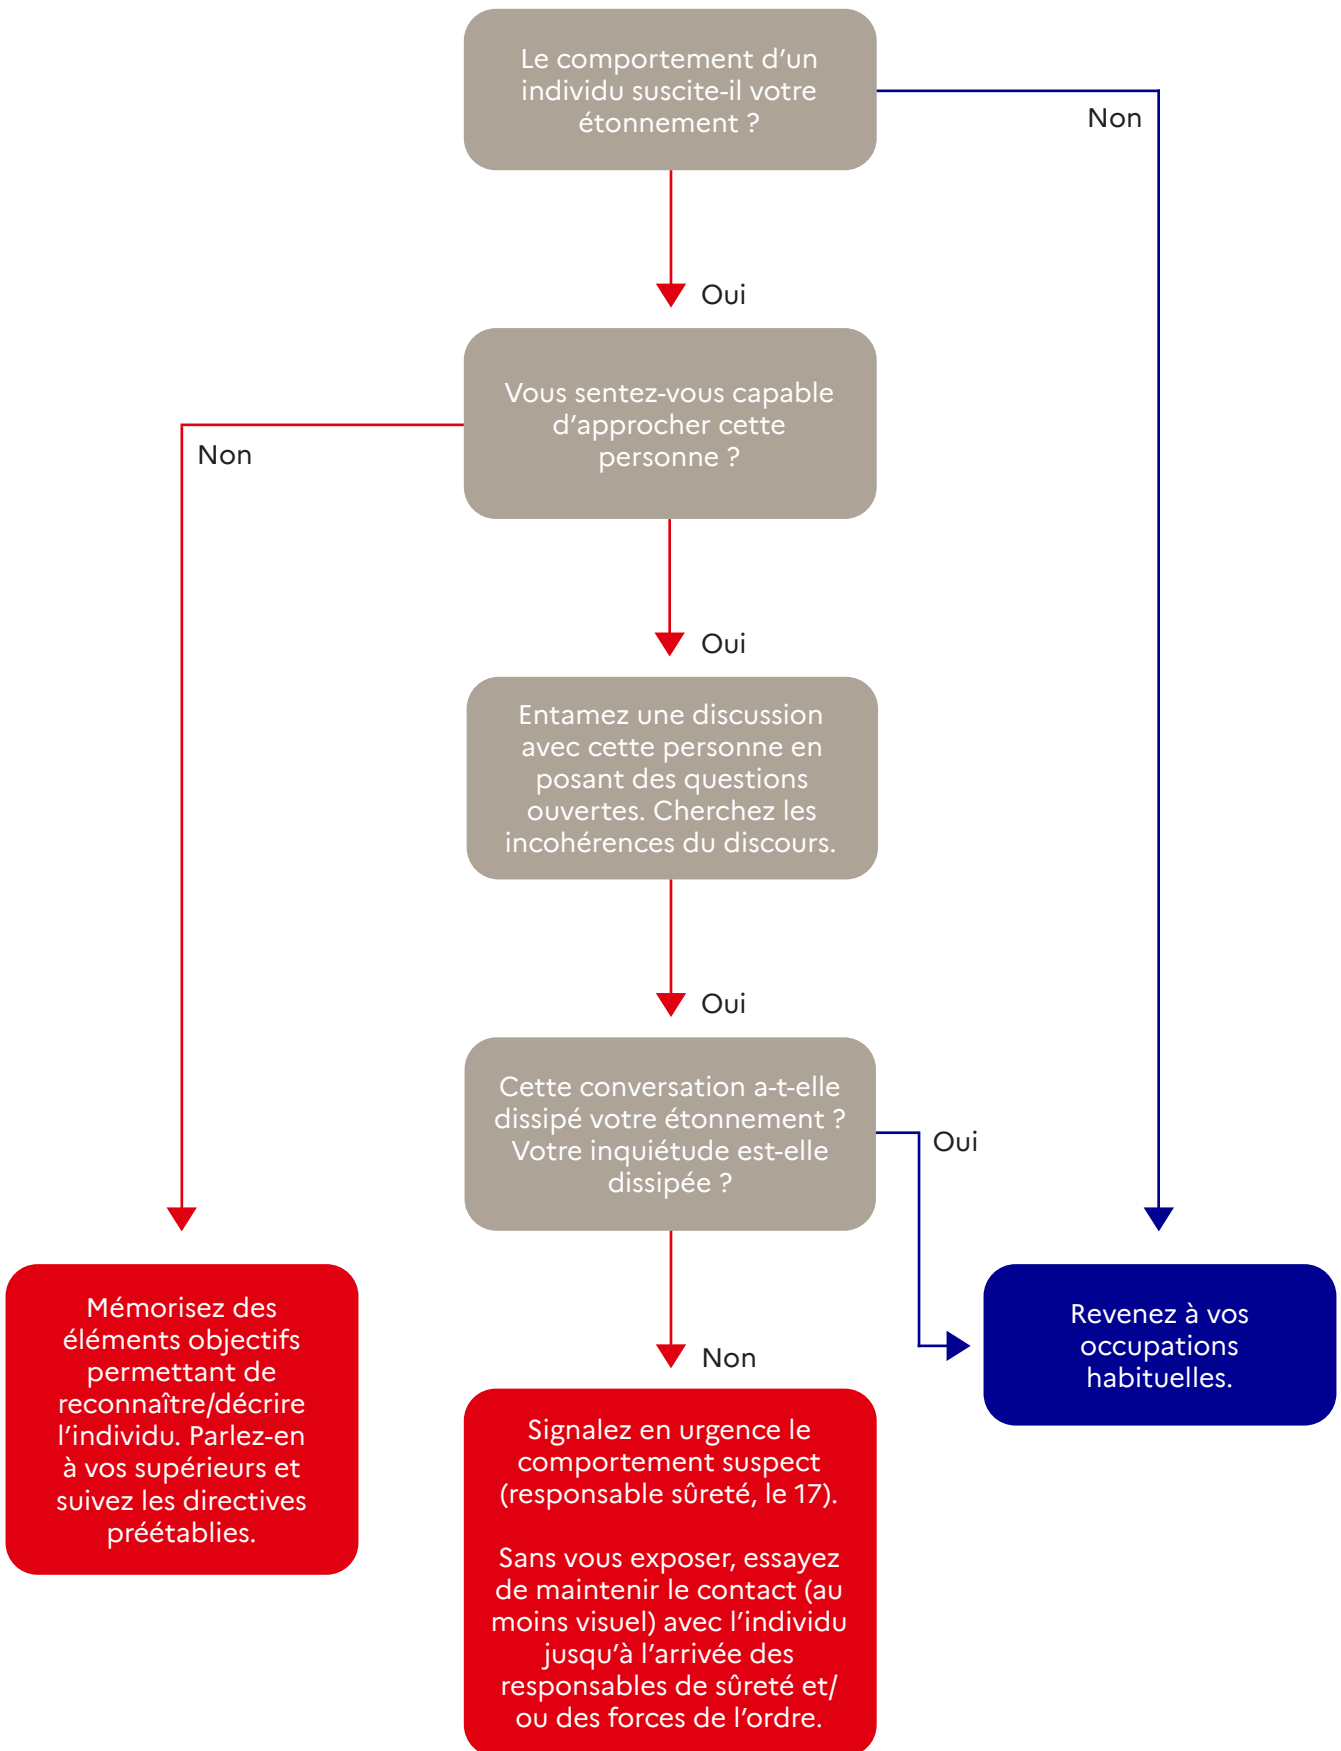 Le comportement d’un
individu suscite-il votre
étonnement ?
Non
Oui
Vous sentez-vous capable
d’approcher cette
personne ?
Non
Oui
Entamez une discussion
avec cette personne en
posant des questions
ouvertes. Cherchez les
incohérences du discours.
Oui
Cette conversation a-t-elle
dissipé votre étonnement ?
Votre inquiétude est-elle
dissipée ?
Oui
Non
Mémorisez des
éléments objectifs
permettant de
reconnaître/décrire
l’individu. Parlez-en
à vos supérieurs et
suivez les directives
préétablies.
Signalez en urgence le
comportement suspect
(responsable sûreté, le 17).
Sans vous exposer, essayez
de maintenir le contact (au
moins visuel) avec l’individu
jusqu’à l’arrivée des
responsables de sûreté et/
ou des forces de l’ordre.
Revenez à vos
occupations
habituelles.